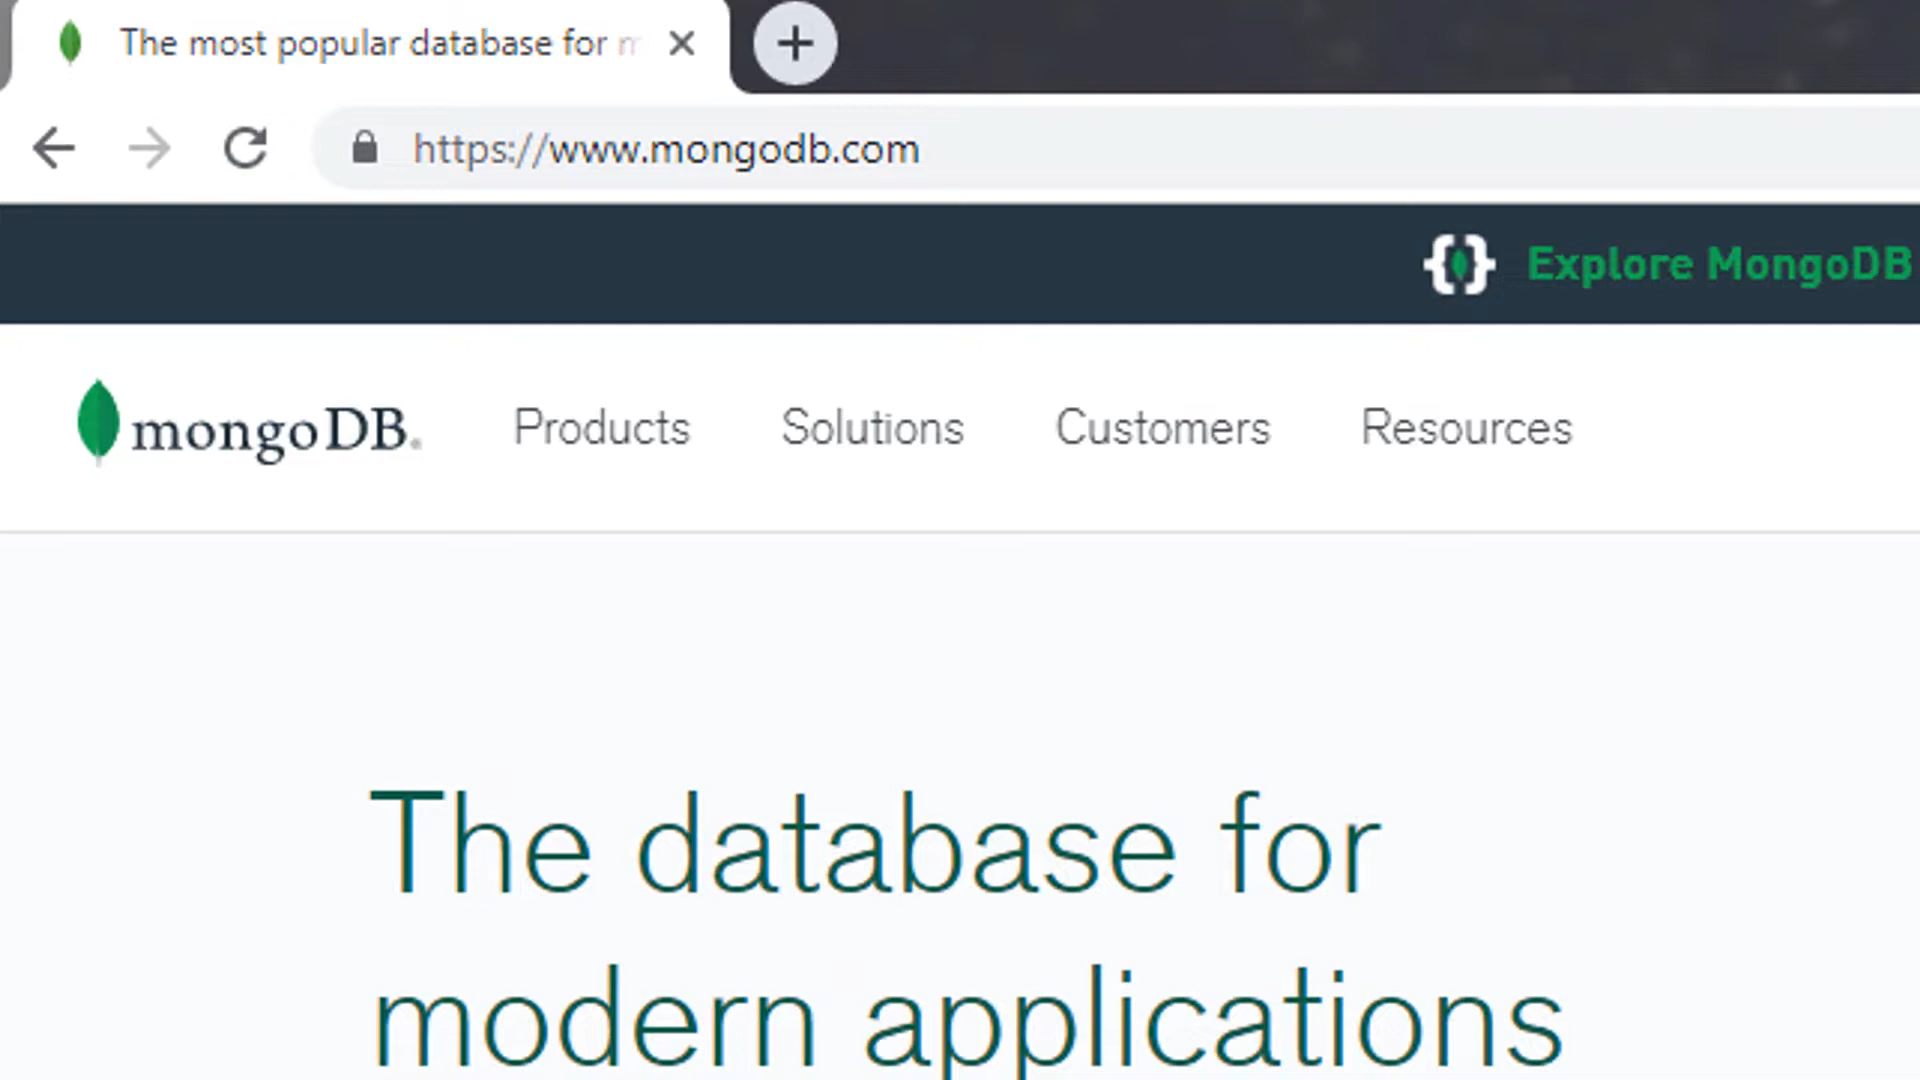 The most popular database for
https://www.mongodb.com
Explore MongoDB
mongoDB.
Products
Solutions
Customers
Resources
The database for
modern applications